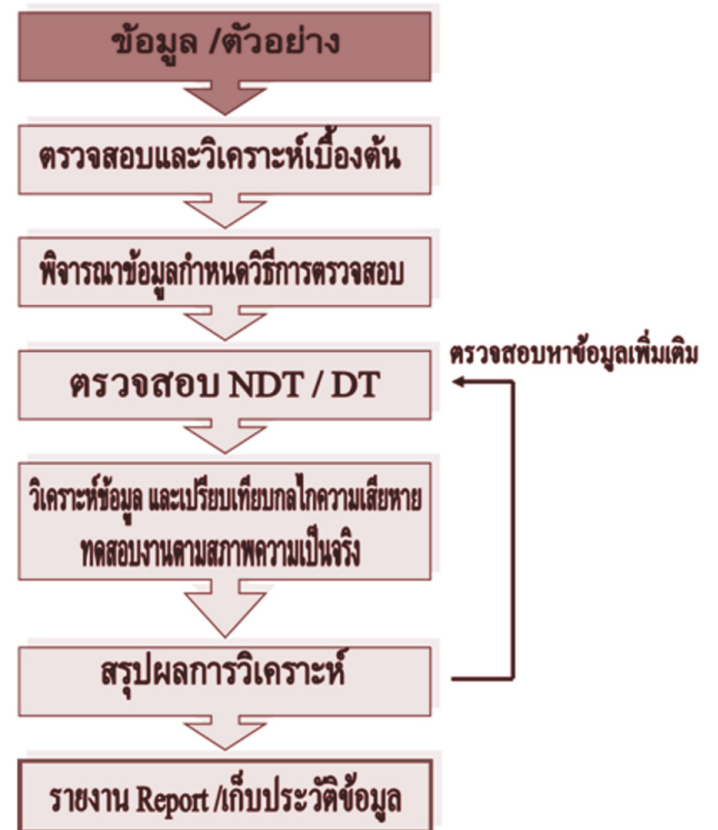 ข้อมูล /ตัวอย่าง
ตรวจสอบและวิเคราะห์เบื้องต้น
พิจารณาข้อมูลกำหนดวิธีการตรวจสอบ
ตรวจสอบหาข้อมูลเพิ่มเติม
ตรวจสอบ NDT / DT
วิเคราะห์ข้อมูล และเปรียบเทียบกลไกความเสียหาย
ทดสอบงานตามสภาพความเป็นจริง
สรุปผลการวิเคราะห์
รายงาน Report /เก็บประวัติข้อมูล